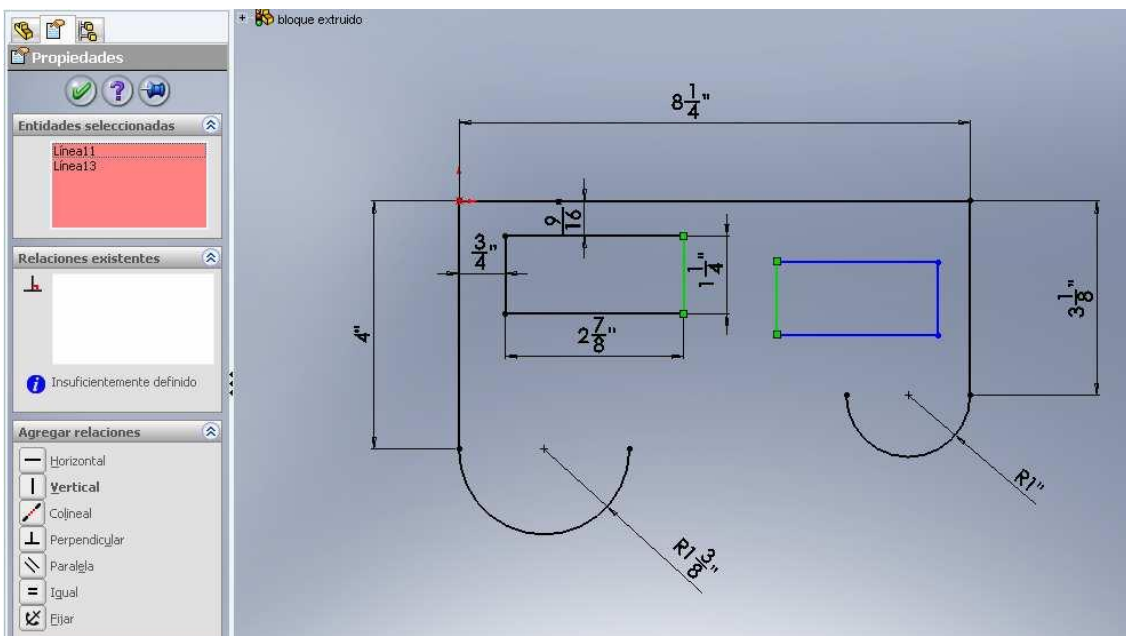 Propiedades
Entidades seleccionadas
Línea11
Línea13
Relaciones existentes
Insuficientemente definido
Agregar relaciones
Horizontal
Vertical
Colineal
Perpendicular
Paralela
Igual
Fijar
bloque extruido
8 1/4"
9/16
3/4"
1 1/4"
2 7/8"
4"
3 1/8"
R1"
R1 3/8"